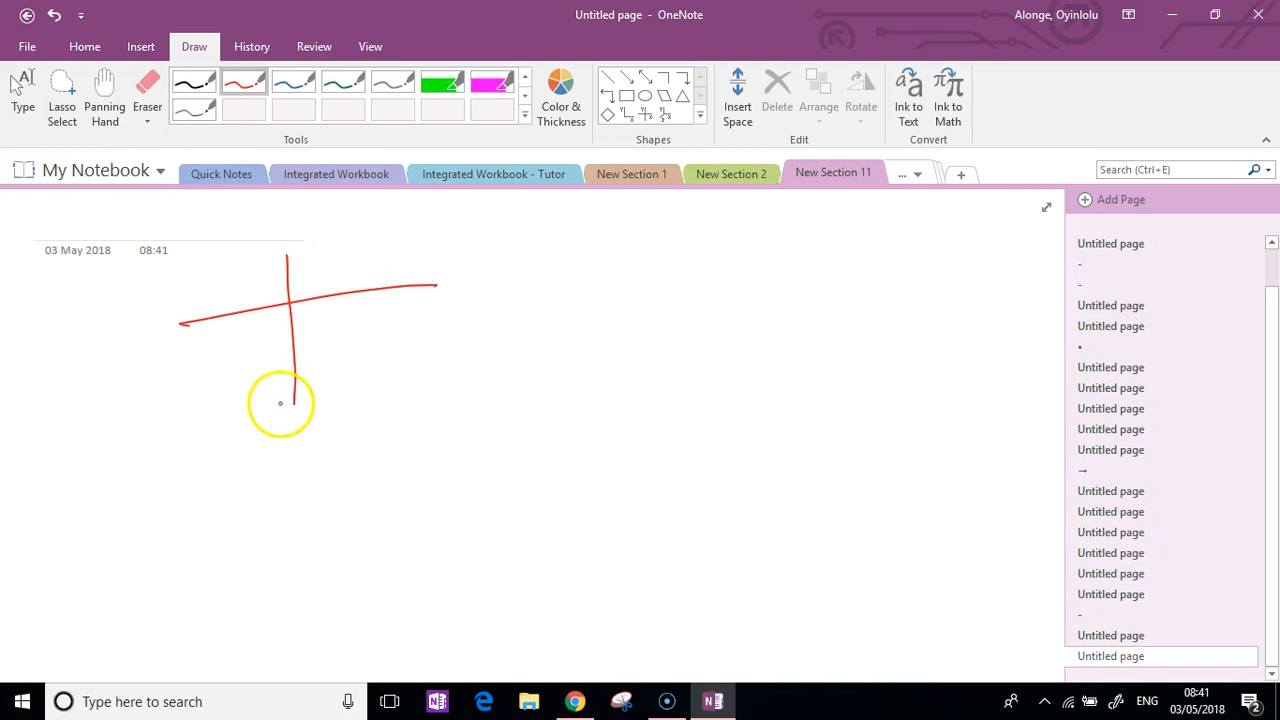 Untitled page - OneNote
Alonge, Oyinlolu
File Home Insert Draw History Review View
Type
Lasso Select
Panning Hand
Eraser
Color & Thickness
Insert Space
Delete
Arrange
Rotate
Ink to Text
Ink to Math
Tools
Shapes
Edit
Convert
My Notebook
Quick Notes
Integrated Workbook
Integrated Workbook - Tutor
New Section 1
New Section 2
New Section 11
...
Search (Ctrl+E)
Add Page
03 May 2018 08:41
Untitled page
-
-
Untitled page
Untitled page
•
Untitled page
Untitled page
Untitled page
Untitled page
Untitled page
→
Untitled page
Untitled page
Untitled page
Untitled page
Untitled page
Untitled page
-
Untitled page
Untitled page
Type here to search
ENG
08:41
03/05/2018
2